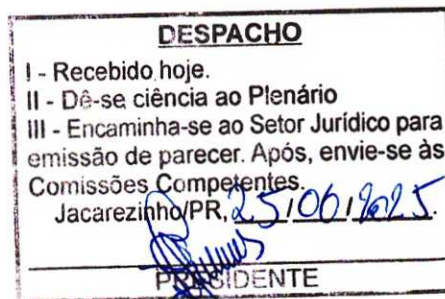 DESPACHO
I - Recebido hoje.
II - Dê-se ciência ao Plenário
III - Encaminha-se ao Setor Jurídico para
emissão de parecer. Após, envie-se às
Comissões Competentes.
Jacarezinho/PR, 25/06/2025.
PRESIDENTE